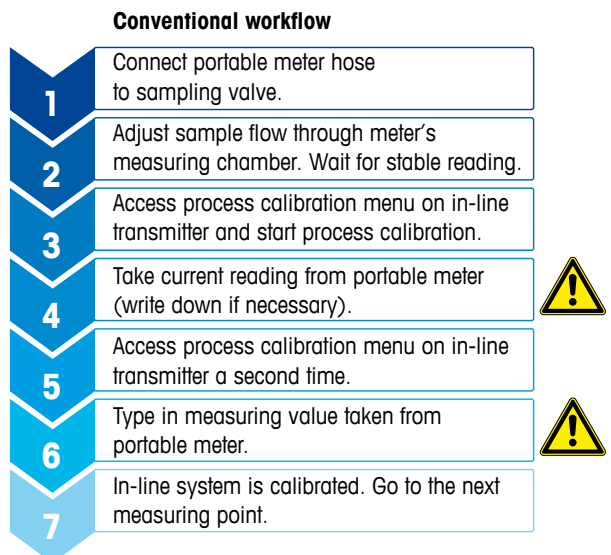 Conventional workflow
1
Connect portable meter hose
to sampling valve.
2
Adjust sample flow through meter's
measuring chamber. Wait for stable reading.
3
Access process calibration menu on in-line
transmitter and start process calibration.
4
Take current reading from portable meter
(write down if necessary).
5
Access process calibration menu on in-line
transmitter a second time.
6
Type in measuring value taken from
portable meter.
7
In-line system is calibrated. Go to the next
measuring point.